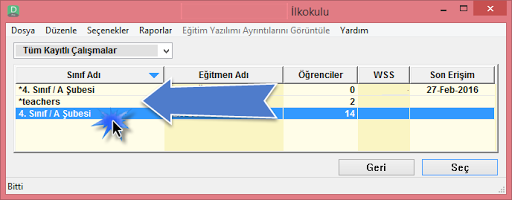 İlkokulu
Dosya Düzenle Seçenekler Raporlar Eğitim Yazılımı Ayrıntılarını Görüntüle Yardım
Tüm Kayıtlı Çalışmalar
Sınıf Adı Eğitmen Adı Öğrenciler WSS Son Erişim
*4. Sınıf / A Şubesi 0 27-Feb-2016
*teachers 2
4. Sınıf / A Şubesi 14
Geri Seç
Bitti